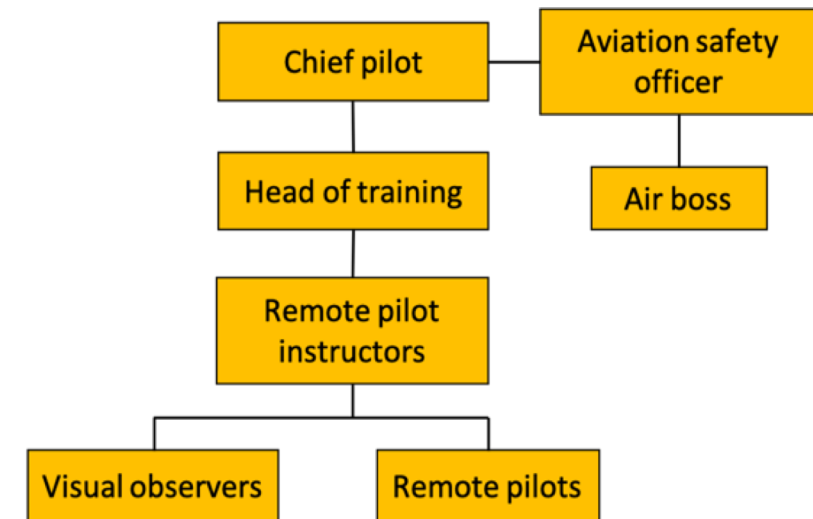 Chief pilot
Aviation safety
officer
Head of training
Air boss
Remote pilot
instructors
Visual observers
Remote pilots